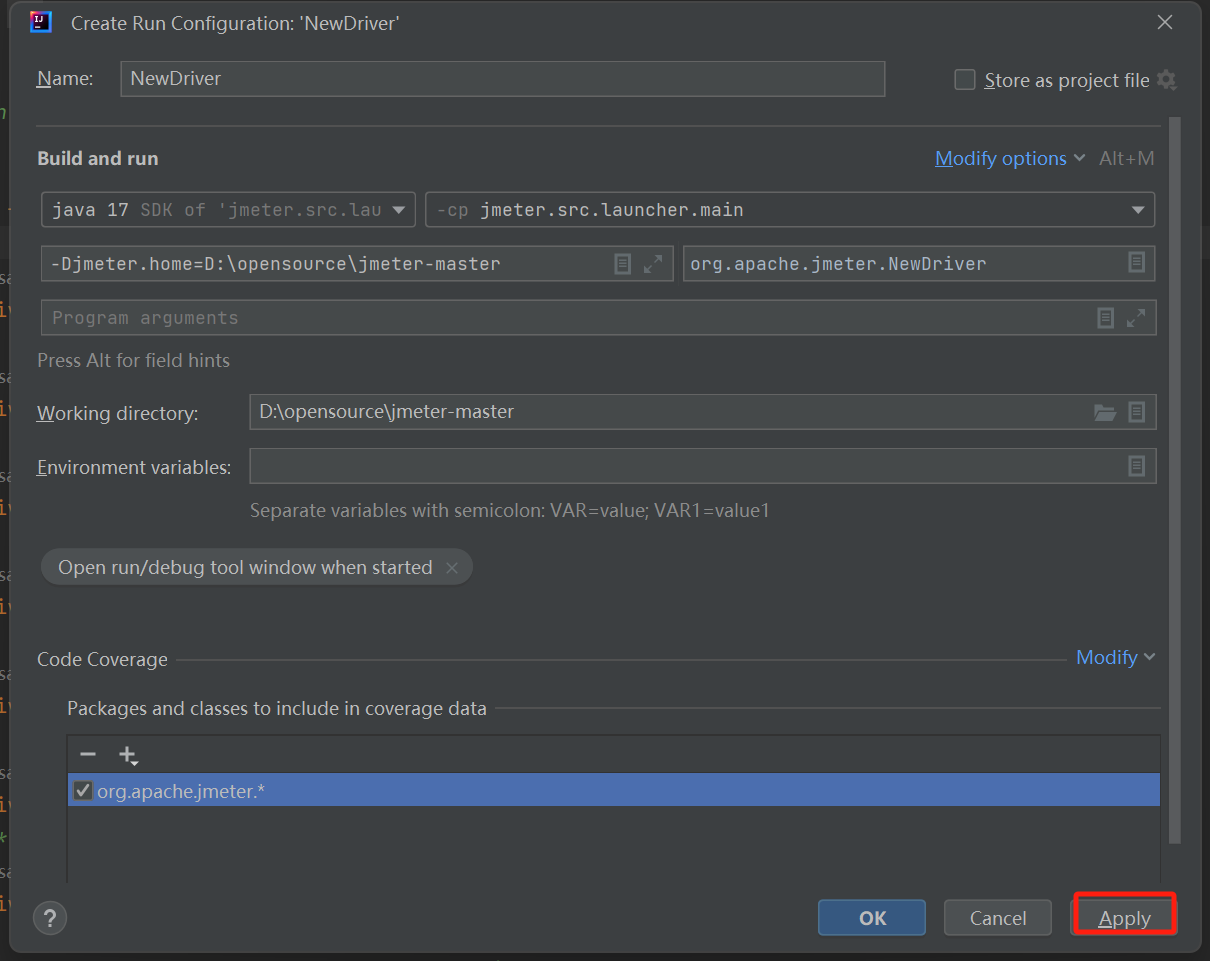 Create Run Configuration: 'NewDriver'
Name: NewDriver Store as project file
Build and run Modify options Alt+M
java 17 SDK of 'jmeter.src.lau -cp jmeter.src.launcher.main
-Djmeter.home=D:\opensource\jmeter-master org.apache.jmeter.NewDriver
Program arguments
Press Alt for field hints
Working directory: D:\opensource\jmeter-master
Environment variables:
Separate variables with semicolon: VAR=value; VAR1=value1
Open run/debug tool window when started
Code Coverage Modify
Packages and classes to include in coverage data
org.apache.jmeter.*
? OK Cancel Apply